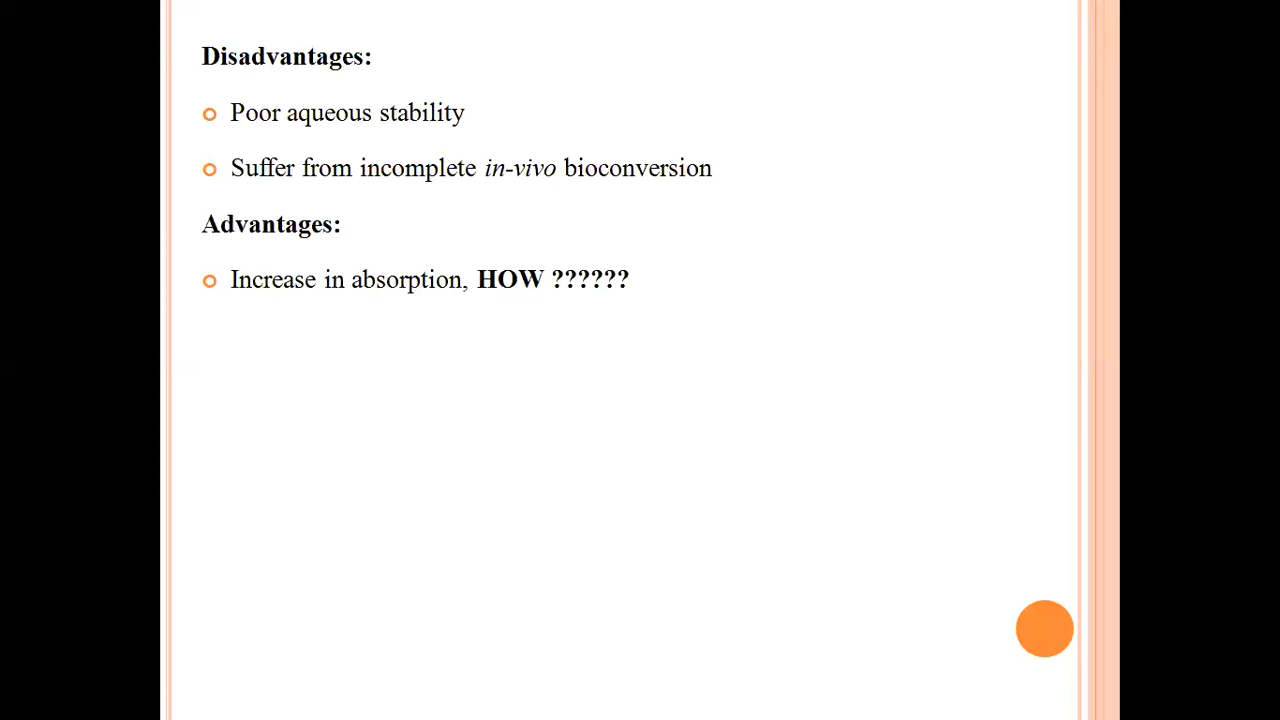 Disadvantages:
Poor aqueous stability
Suffer from incomplete in-vivo bioconversion
Advantages:
Increase in absorption, HOW ??????